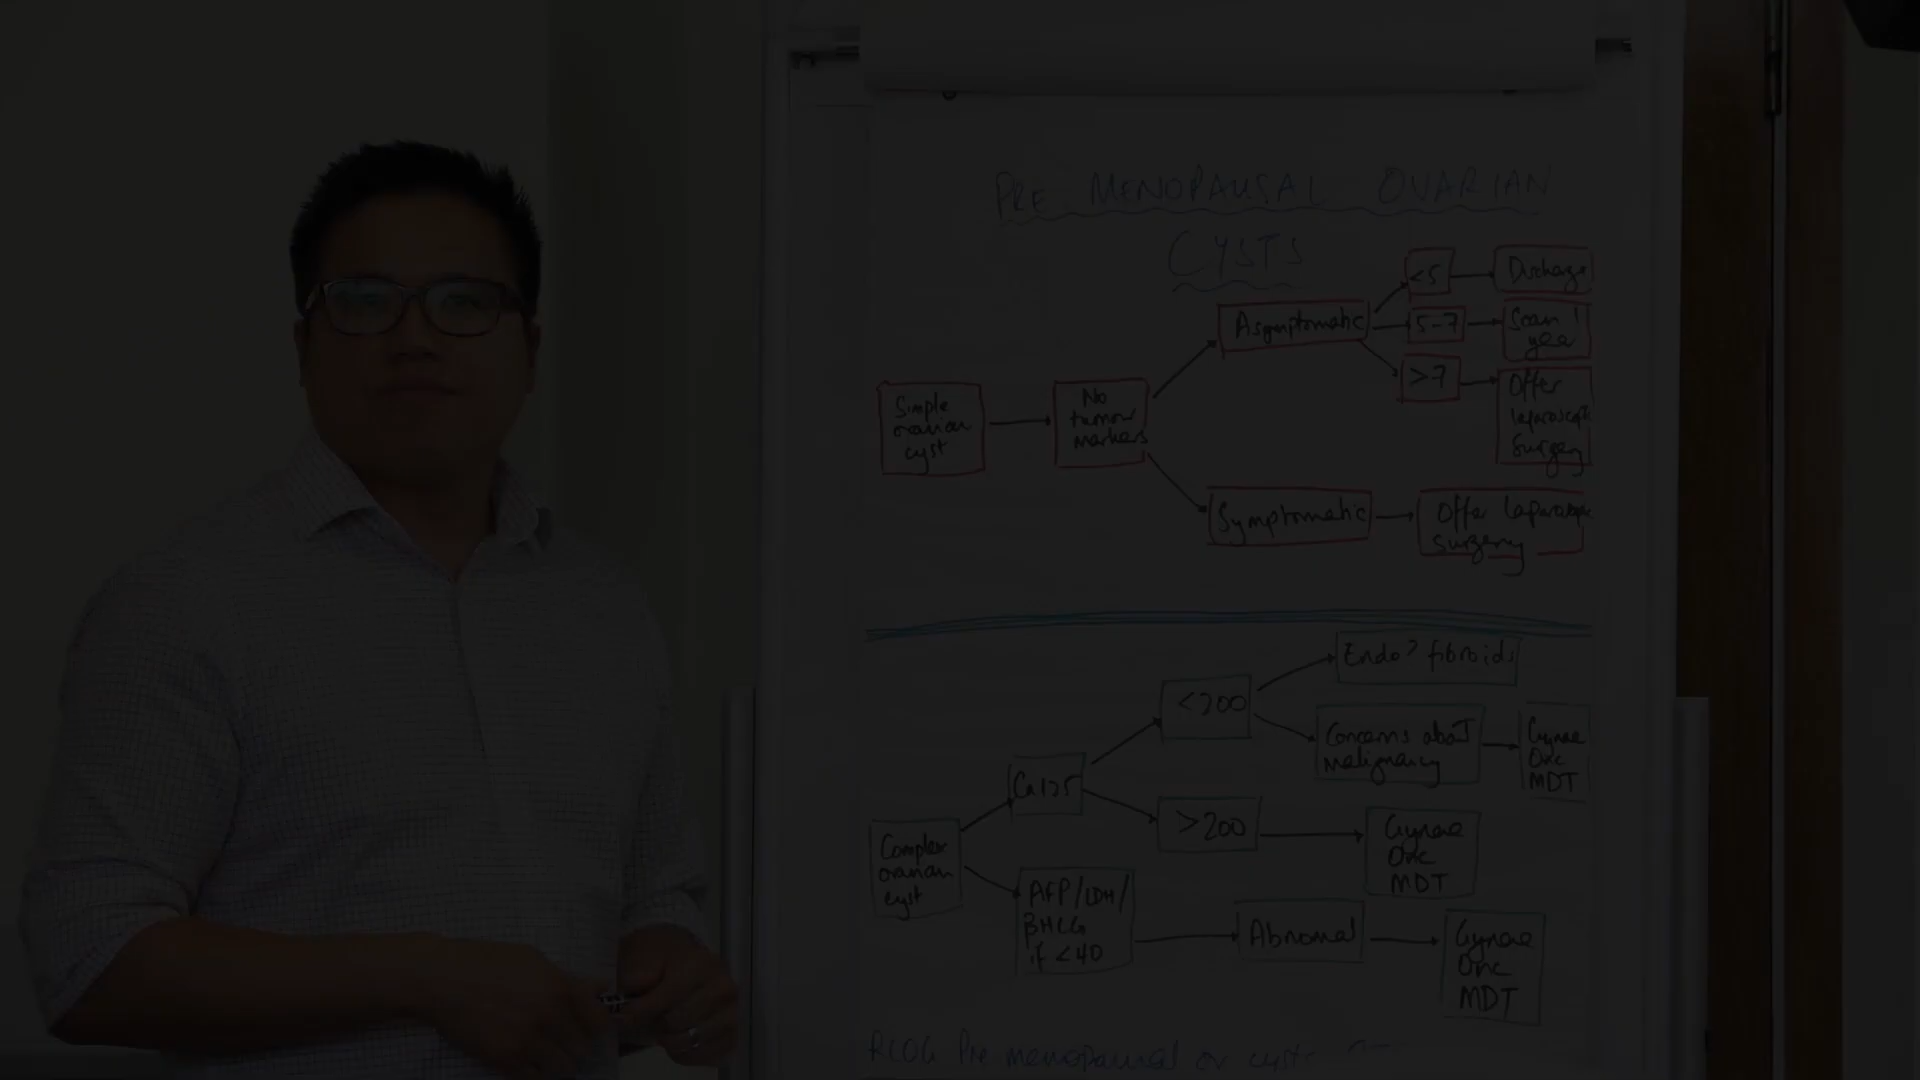 PRE MENOPAUSAL OVARIAN
CYSTS
Simple
ovarian
cyst
No
tumour
markers
Asymptomatic
<5
Discharge
5-7
Scan 1
year
>7
Offer
laparoscopic
Surgery
Symptomatic
Offer laparoscopic
surgery
Complex
ovarian
cyst
Ca125
<200
Endo? fibroids
Concerns about
malignancy
Gynae
Onc
MDT
>200
Gynae
Onc
MDT
AFP/LDH/
βHCG
if <40
Abnormal
Gynae
Onc
MDT
RCOG Pre menopausal ov cysts